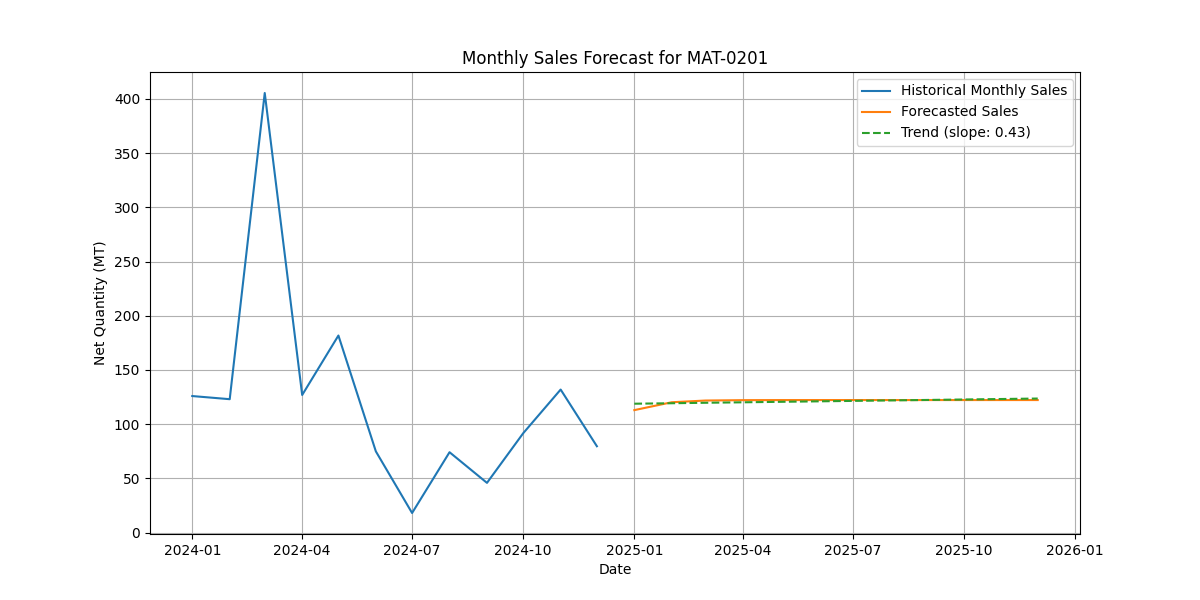 Monthly Sales Forecast for MAT-0201
Historical Monthly Sales
Forecasted Sales
Trend (slope: 0.43)
Net Quantity (MT)
400
350
300
250
200
150
100
50
0
2024-01 2024-04 2024-07 2024-10 2025-01 2025-04 2025-07 2025-10 2026-01
Date